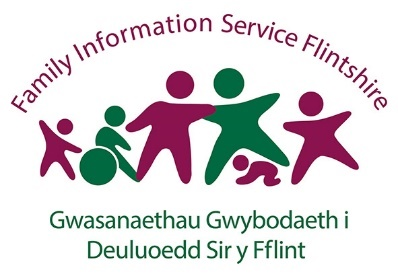 Family Information Service Flintshire
Gwasanaethau Gwybodaeth i
Deuluoedd Sir y Fflint